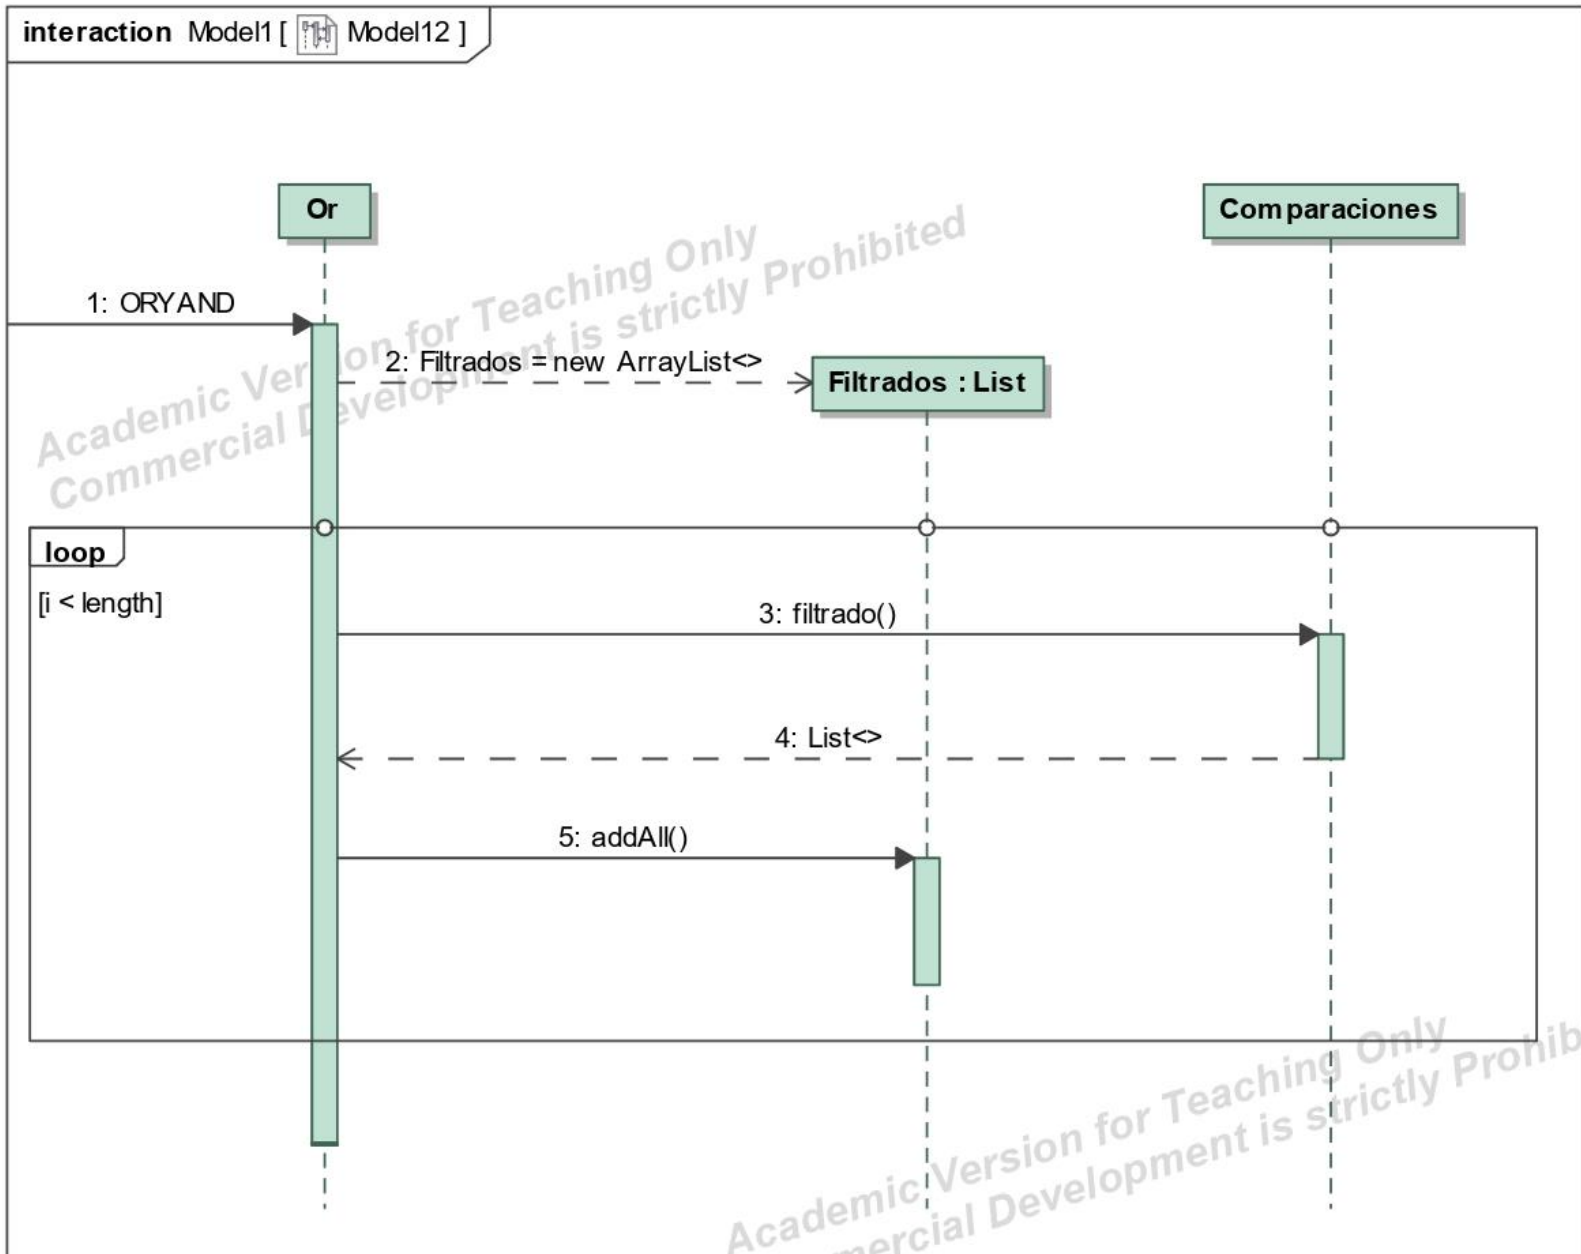 interaction Model1 [ Model12 ]
Or
Comparaciones
1: ORYAND
2: Filtrados = new ArrayList<>
Filtrados : List
Academic Version for Teaching Only
Commercial Development is strictly Prohibited
loop
[i < length]
3: filtrado()
4: List<>
5: addAll()
Academic Version for Teaching Only
mercial Development is strictly Prohib